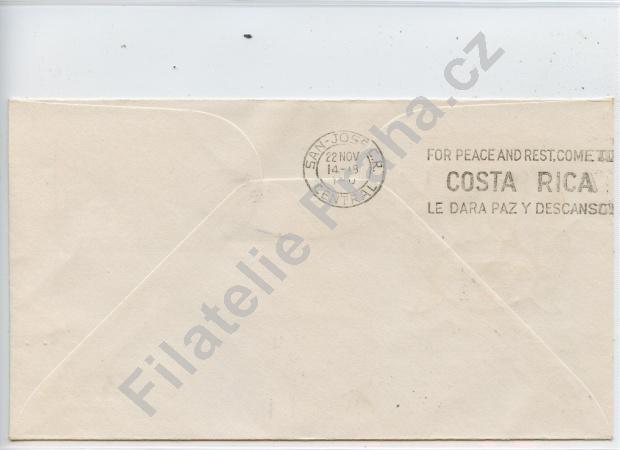 SAN-JOSE
22 NOV
14-
CENTRAL
FOR PEACE AND REST, COME TO
COSTA RICA
LE DARA PAZ Y DESCANSO
Filatelie Praha.cz